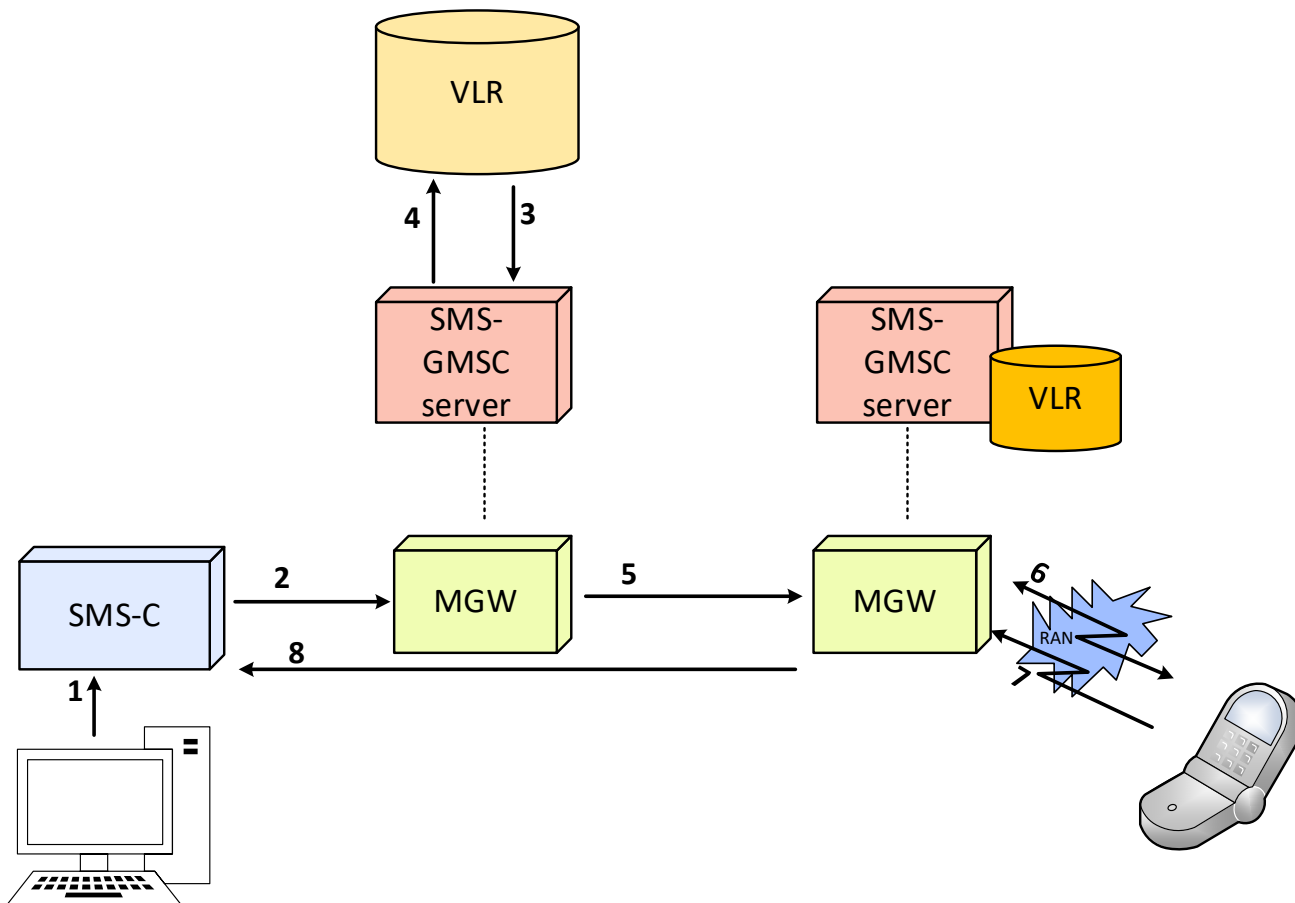 VLR
4
3
SMS-
GMSC
server
SMS-
GMSC
server
VLR
2
MGW
5
MGW
6
RAN
SMS-C
8
7
1